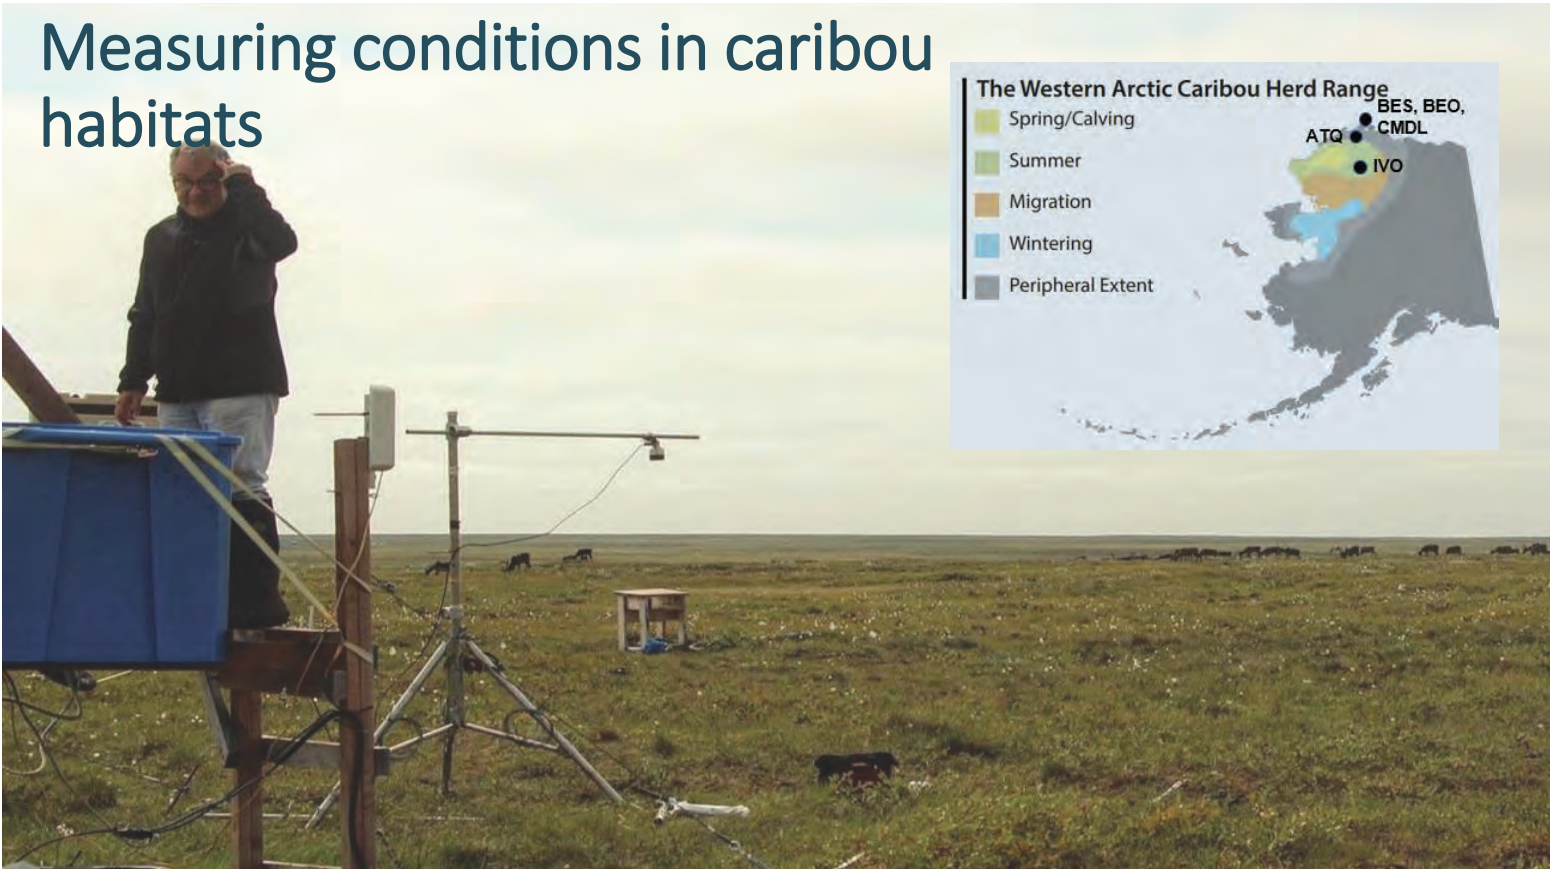 Measuring conditions in caribou
habitats
The Western Arctic Caribou Herd Range
Spring/Calving
Summer
Migration
Wintering
Peripheral Extent
BES, BEO,
CMDL
ATQ
IVO